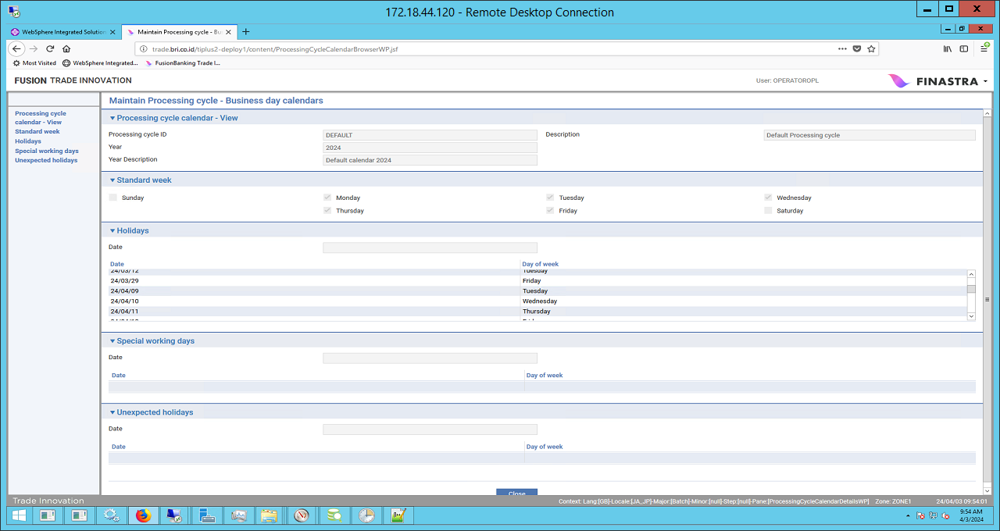 172.18.44.120 - Remote Desktop Connection
WebSphere Integrated Solution
Maintain Processing cycle - Bu
trade.bri.co.id/tiplus2-deploy1/content/ProcessingCycleCalendarBrowserWP.jsf
Most Visited WebSphere Integrated... FusionBanking Trade I...
FUSION TRADE INNOVATION User: OPERATOROPL FINASTRA
Maintain Processing cycle - Business day calendars
Processing cycle calendar - View
Standard week
Holidays
Special working days
Unexpected holidays
Processing cycle calendar - View
Processing cycle ID DEFAULT Description Default Processing cycle
Year 2024
Year Description Default calendar 2024
Standard week
Sunday Monday Tuesday Wednesday
Thursday Friday Saturday
Holidays
Date
Date Day of week
24/03/12 Tuesday
24/03/29 Friday
24/04/09 Tuesday
24/04/10 Wednesday
24/04/11 Thursday
Special working days
Date
Date Day of week
Unexpected holidays
Date
Date Day of week
Close
Trade Innovation Context: Lang:[GB]-Locale:[JA_JP]-Major:[Batch]-Minor:[null]-Step:[null]-Pane:[ProcessingCycleCalendarDetailsWP] Zone: ZONE1 24/04/03 09:54:01
9:54 AM
4/3/2024